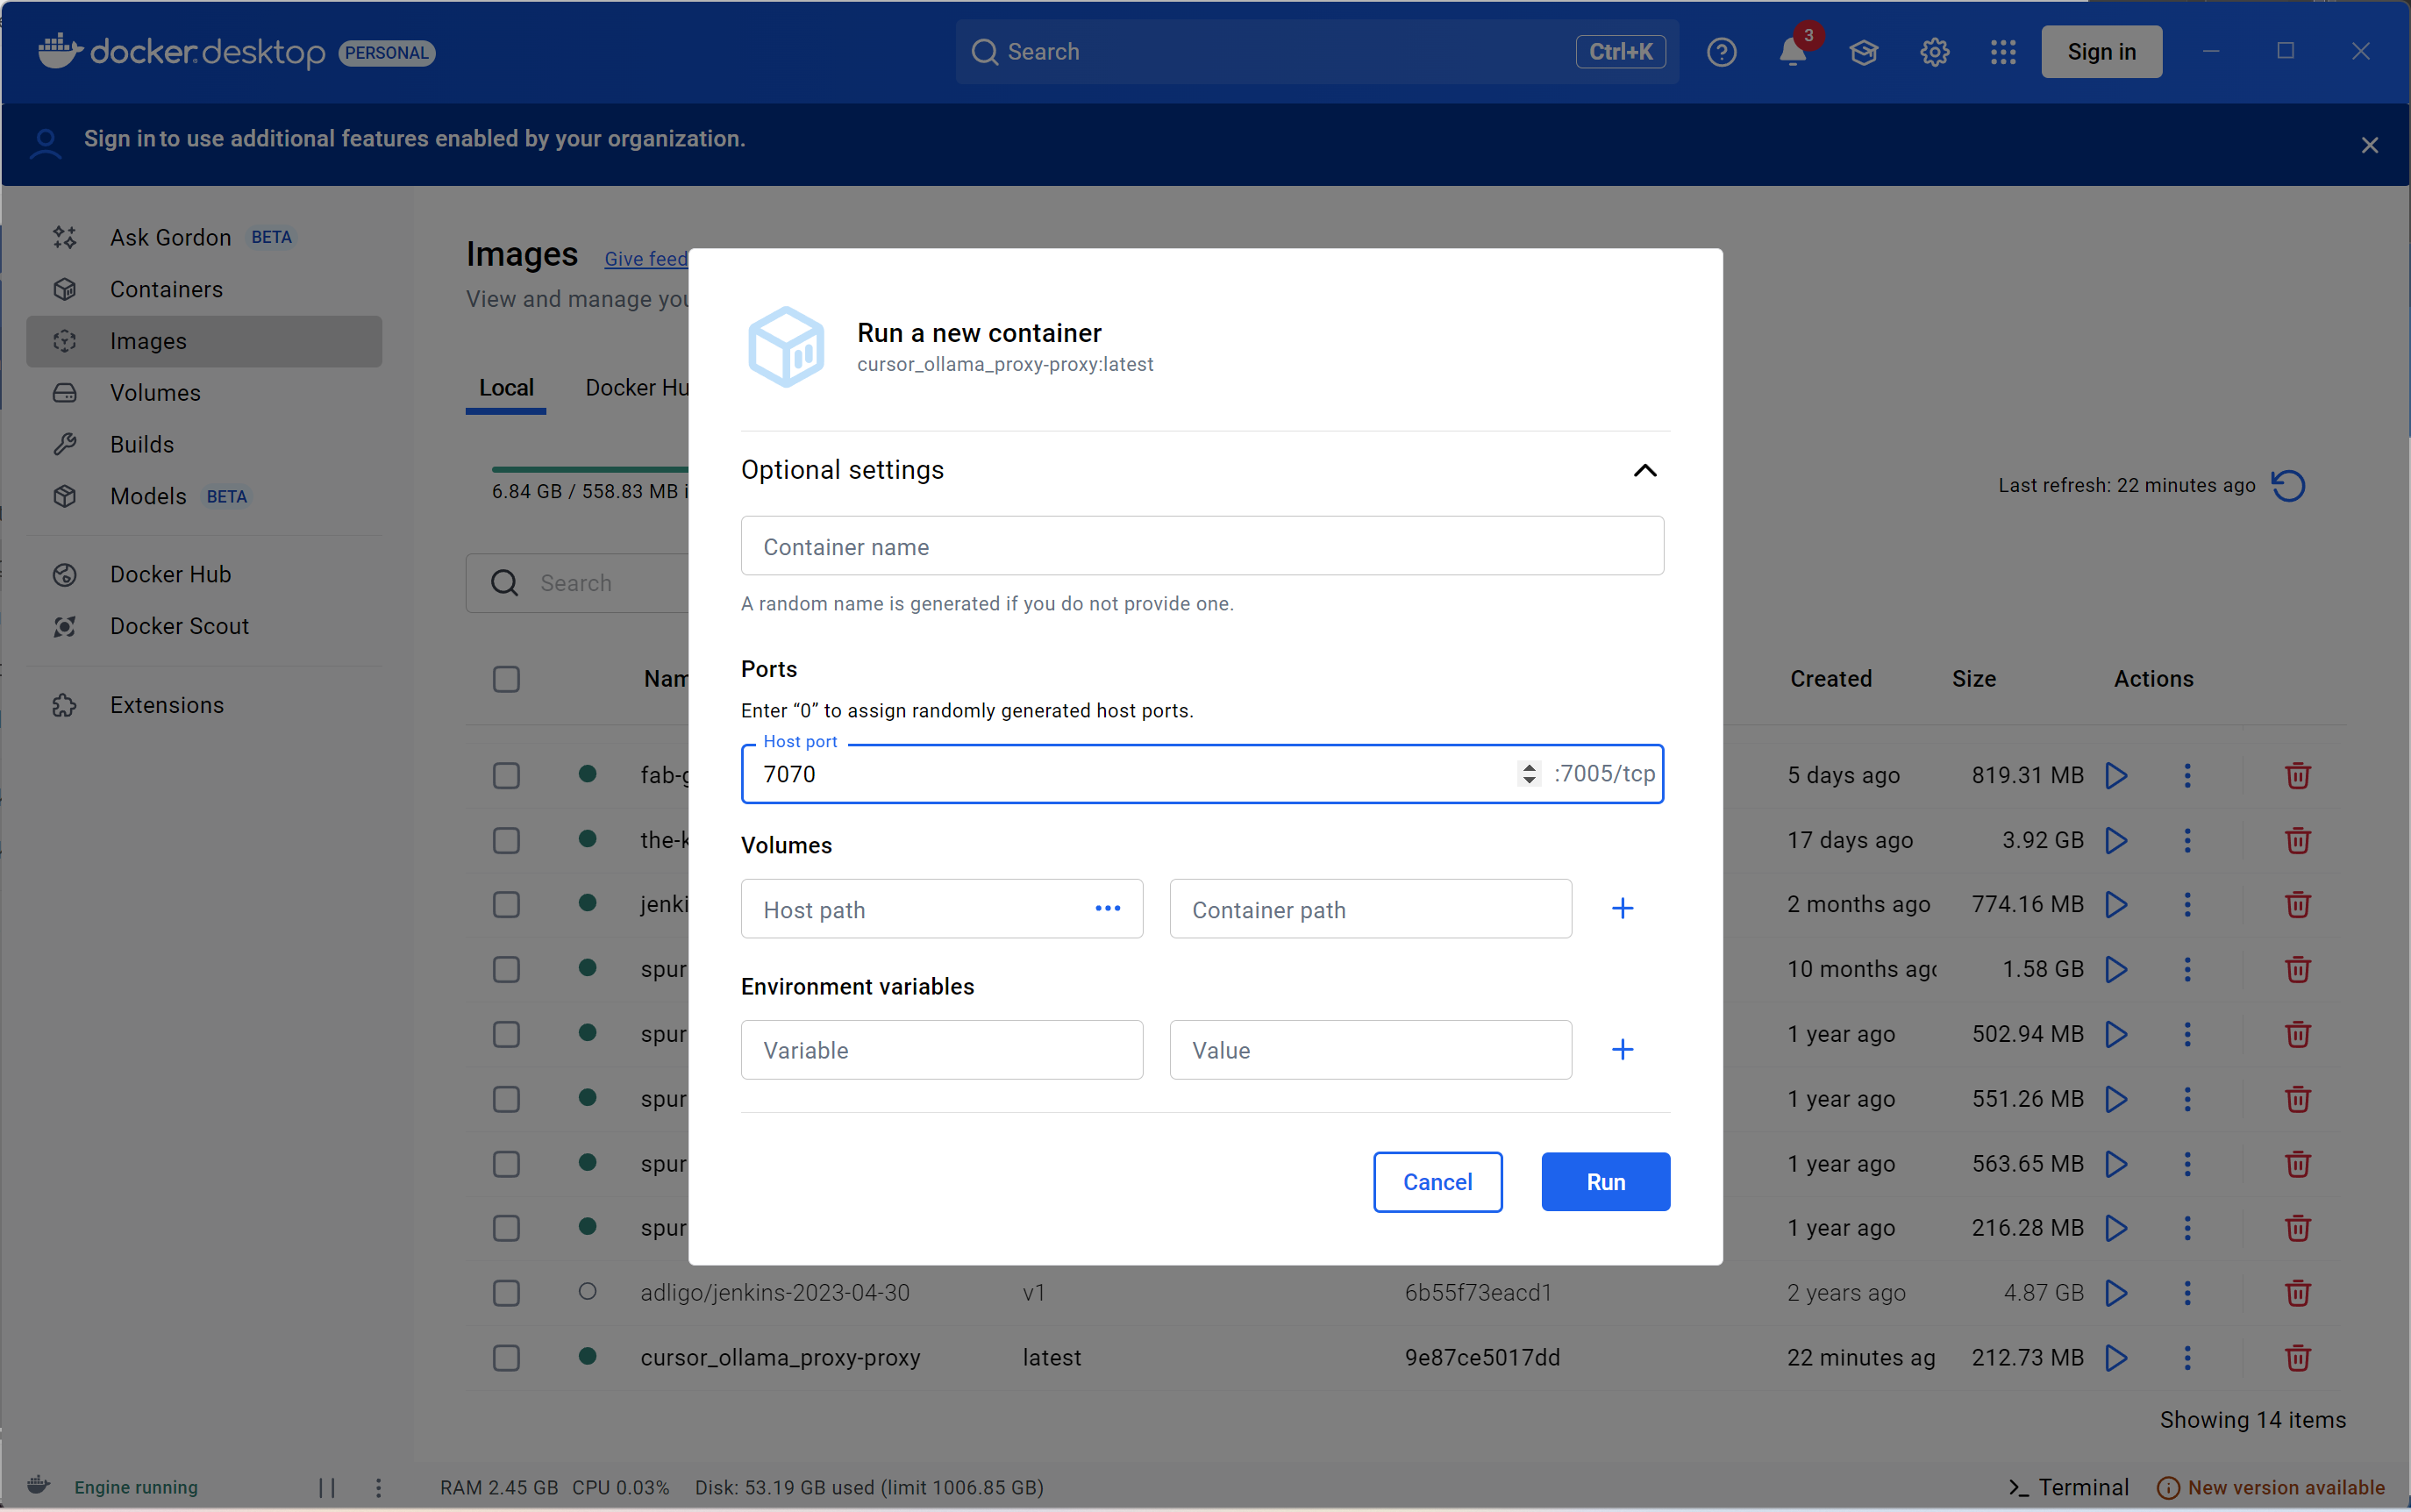 docker.desktop PERSONAL
Search
Ctrl+K
3
Sign in
Sign in to use additional features enabled by your organization.
Ask Gordon BETA
Containers
Images
Volumes
Builds
Models BETA
Docker Hub
Docker Scout
Extensions
Images Give feed
View and manage you
Local Docker Hu
6.84 GB / 558.83 MB i
Last refresh: 22 minutes ago
Search
Nam Created Size Actions
fab-g 5 days ago 819.31 MB
the-k 17 days ago 3.92 GB
jenki 2 months ago 774.16 MB
spur 10 months ago 1.58 GB
spur 1 year ago 502.94 MB
spur 1 year ago 551.26 MB
spur 1 year ago 563.65 MB
spur 1 year ago 216.28 MB
adligo/jenkins-2023-04-30 v1 6b55f73eacd1 2 years ago 4.87 GB
cursor_ollama_proxy-proxy latest 9e87ce5017dd 22 minutes ag 212.73 MB
Showing 14 items
Run a new container
cursor_ollama_proxy-proxy:latest
Optional settings
Container name
A random name is generated if you do not provide one.
Ports
Enter “0” to assign randomly generated host ports.
Host port
7070 :7005/tcp
Volumes
Host path ••• Container path +
Environment variables
Variable Value +
Cancel Run
Engine running
RAM 2.45 GB CPU 0.03% Disk: 53.19 GB used (limit 1006.85 GB)
>_ Terminal
New version available